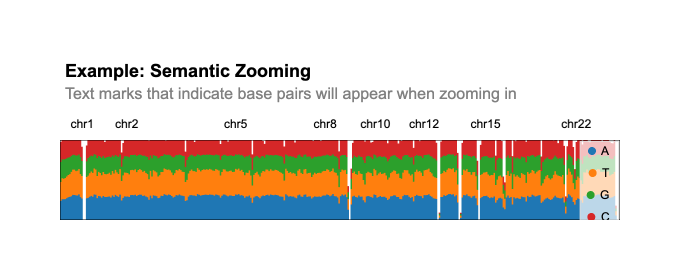 Example: Semantic Zooming
Text marks that indicate base pairs will appear when zooming in
chr1 chr2 chr5 chr8 chr10 chr12 chr15 chr22
A
T
G
C